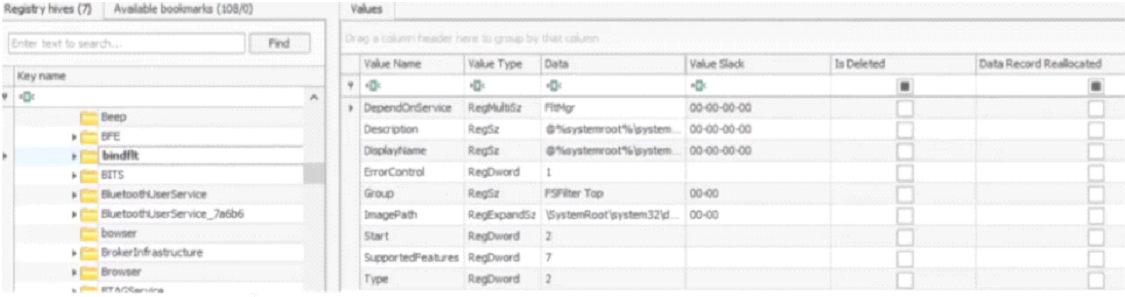 Registry hives (7) Available bookmarks (108/0)
Values
Enter text to search... Find
Drag a column header here to group by that column
Key name
Value Name Value Type Data Value Slack Is Deleted Data Record Reallocated
Beep
BFE
bindflt
BITS
BluetoothUserService
BluetoothUserService_7a6b6
bowser
BrokerInfrastructure
Browser
BTAGService
DependOnService RegMultiSz FltMgr 00-00-00-00
Description RegSz @%systemroot%\system... 00-00-00-00
DisplayName RegSz @%systemroot%\system... 00-00-00-00
ErrorControl RegDword 1
Group RegSz FSFilter Top 00-00
ImagePath RegExpandSz \SystemRoot\system32\d... 00-00
Start RegDword 2
SupportedFeatures RegDword 7
Type RegDword 2